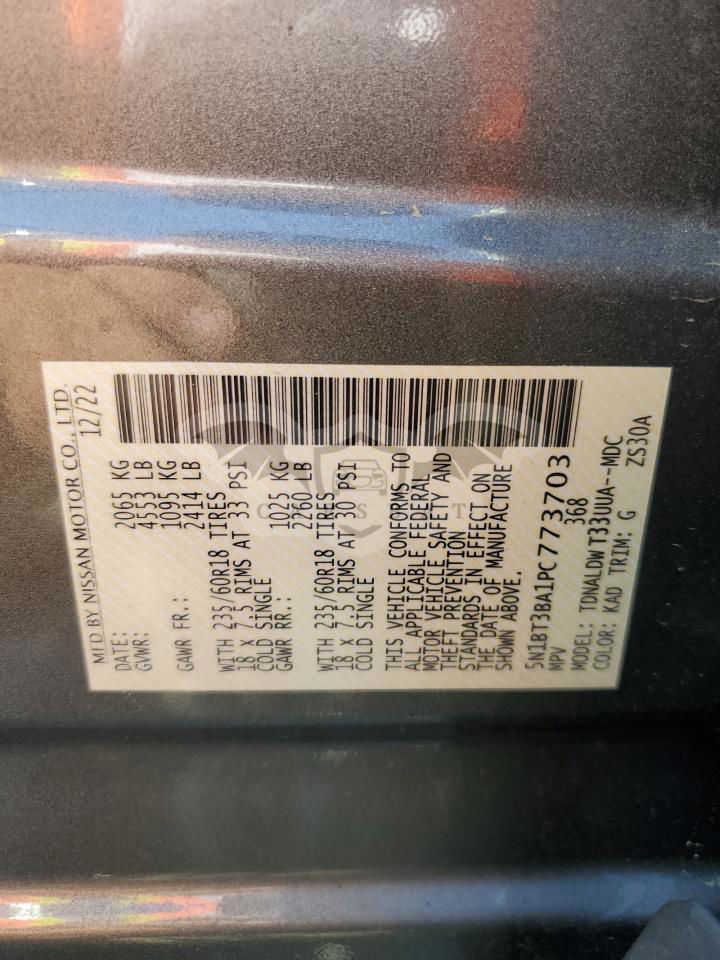 MFD BY NISSAN MOTOR CO., LTD.
DATE: 12/22
GVWR: 2065 KG
4553 LB
GAWR FR.: 1095 KG
2414 LB
WITH 235/60R18 TIRES
18 X 7.5 RIMS AT 33 PSI
COLD SINGLE
GAWR RR.: 1025 KG
2260 LB
WITH 235/60R18 TIRES
18 X 7.5 RIMS AT 30 PSI
COLD SINGLE
THIS VEHICLE CONFORMS TO
ALL APPLICABLE FEDERAL
MOTOR VEHICLE SAFETY AND
THEFT PREVENTION
STANDARDS IN EFFECT ON
THE DATE OF MANUFACTURE
SHOWN ABOVE.
5N1BT3BA1PC773703
MPV 368
MODEL: TDNALDW T33UUA--MDC
COLOR: KAD TRIM: G ZS30A